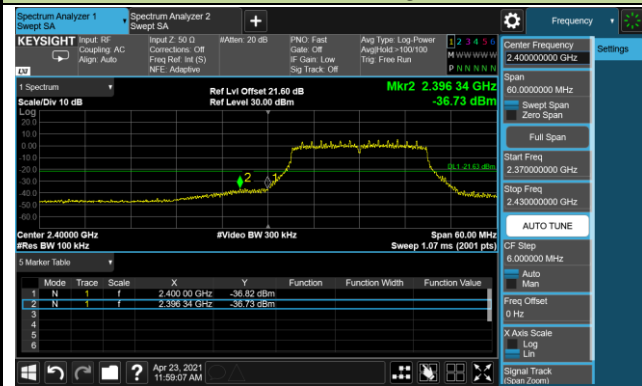 Spectrum Analyzer 1
Swept SA
Spectrum Analyzer 2
Swept SA
+
Frequency
KEYSIGHT
Input: RF
Coupling: AC
Align: Auto
Input Z: 50 Ω
Corrections: Off
Freq Ref: Int (S)
NFE: Adaptive
#Atten: 20 dB
PNO: Fast
Gate: Off
IF Gain: Low
Sig Track: Off
Avg Type: Log-Power
Avg|Hold:>100/100
Trig: Free Run
1 2 3 4 5 6
M W W W W W
P N N N N N
LXI
Center Frequency
2.400000000 GHz
Settings
Span
60.0000000 MHz
Swept Span
Zero Span
Full Span
Start Freq
2.370000000 GHz
Stop Freq
2.430000000 GHz
AUTO TUNE
CF Step
6.000000 MHz
Auto
Man
Freq Offset
0 Hz
X Axis Scale
Log
Lin
Signal Track
(Span Zoom)
1 Spectrum
Scale/Div 10 dB
Ref Lvl Offset 21.60 dB
Ref Level 30.00 dBm
Mkr2 2.396 34 GHz
-36.73 dBm
Log
20.0
10.0
0.00
-10.0
-20.0
-30.0
-40.0
-50.0
-60.0
DL1 -21.63 dBm
2
1
Center 2.40000 GHz
#Res BW 100 kHz
#Video BW 300 kHz
Span 60.00 MHz
Sweep 1.07 ms (2001 pts)
5 Marker Table
Mode Trace Scale X Y Function Function Width Function Value
1 N 1 f 2.400 00 GHz -36.82 dBm
2 N 1 f 2.396 34 GHz -36.73 dBm
3
4
5
6
?
Apr 23, 2021
11:59:07 AM